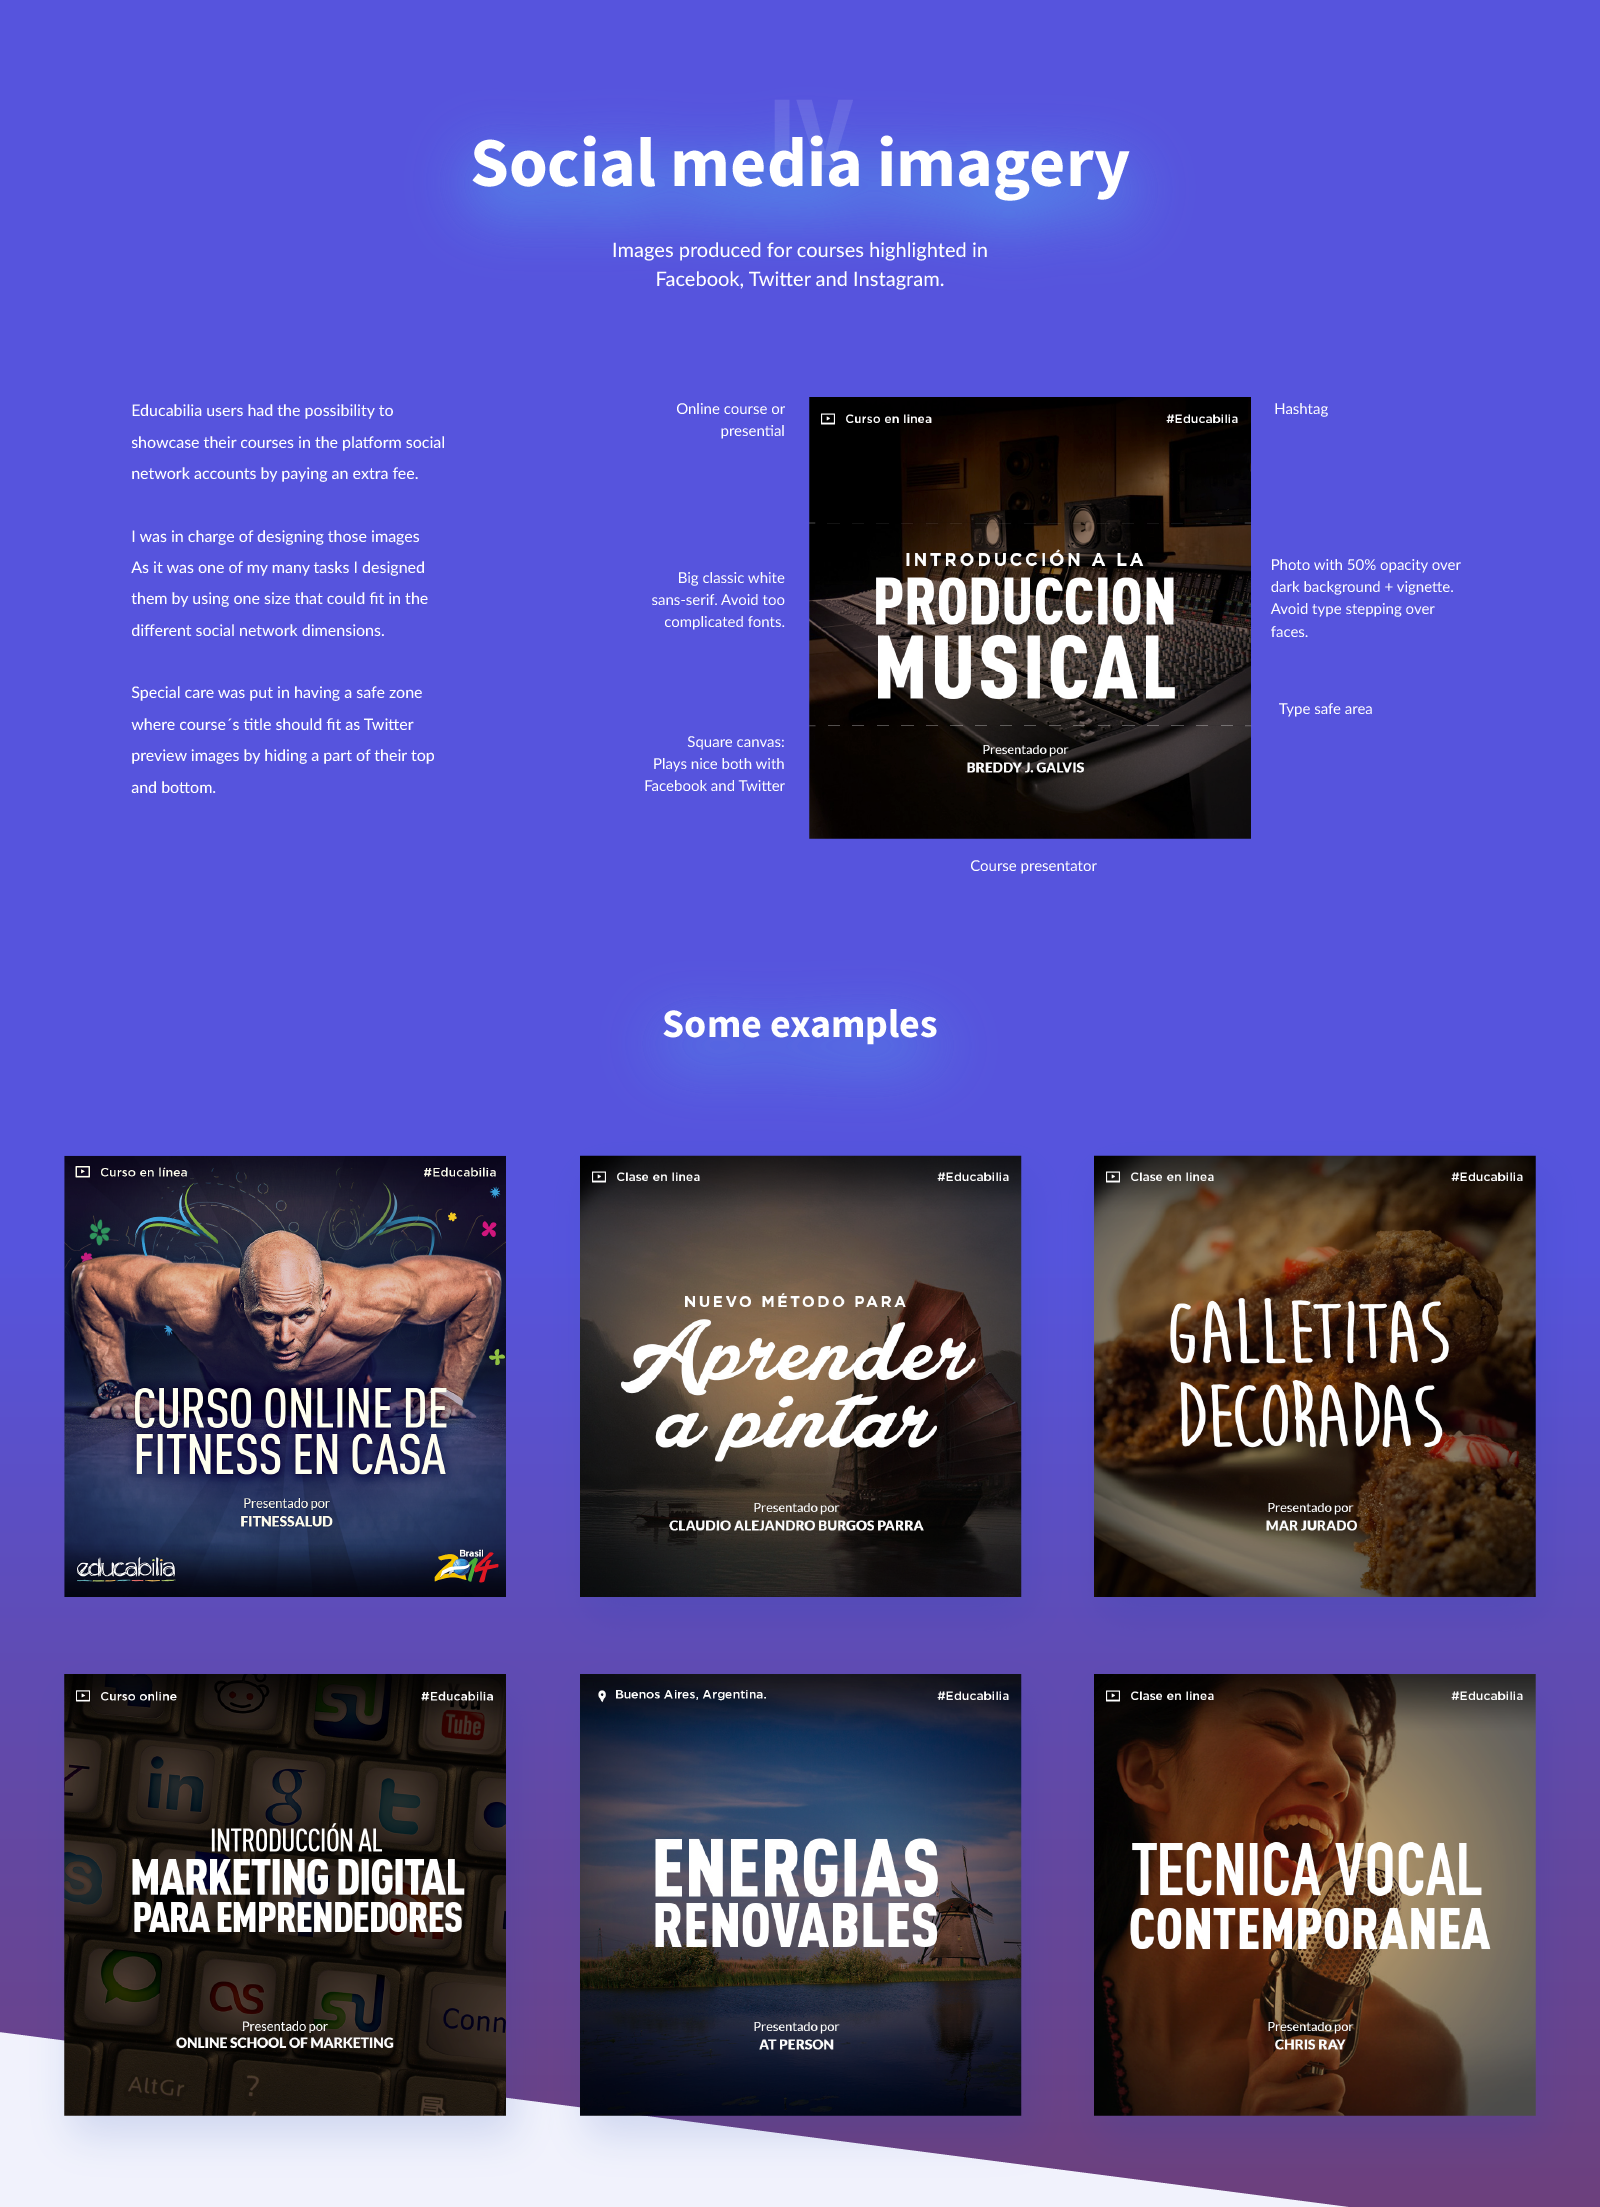 IV
Social media imagery
Images produced for courses highlighted in
Facebook, Twitter and Instagram.
Educabilia users had the possibility to
showcase their courses in the platform social
network accounts by paying an extra fee.
I was in charge of designing those images
As it was one of my many tasks I designed
them by using one size that could fit in the
different social network dimensions.
Special care was put in having a safe zone
where course´s title should fit as Twitter
preview images by hiding a part of their top
and bottom.
Online course or
presential
Big classic white
sans-serif. Avoid too
complicated fonts.
Square canvas:
Plays nice both with
Facebook and Twitter
Curso en linea
#Educabilia
INTRODUCCIÓN A LA
PRODUCCION
MUSICAL
Presentado por
BREDDY J. GALVIS
Hashtag
Photo with 50% opacity over
dark background + vignette.
Avoid type stepping over
faces.
Type safe area
Course presentator
Some examples
Curso en línea
#Educabilia
CURSO ONLINE DE
FITNESS EN CASA
Presentado por
FITNESSALUD
educabilia
Brasil
2014
Clase en linea
#Educabilia
NUEVO MÉTODO PARA
Aprender
a pintar
Presentado por
CLAUDIO ALEJANDRO BURGOS PARRA
Clase en linea
#Educabilia
GALLETITAS
DECORADAS
Presentado por
MAR JURADO
Curso online
#Educabilia
You
Tube
in
g
t
INTRODUCCIÓN AL
MARKETING DIGITAL
PARA EMPRENDEDORES
as
Conn
Presentado por
ONLINE SCHOOL OF MARKETING
AltGr
?
Buenos Aires, Argentina.
#Educabilia
ENERGIAS
RENOVABLES
Presentado por
AT PERSON
Clase en linea
#Educabilia
TECNICA VOCAL
CONTEMPORANEA
Presentado por
CHRIS RAY